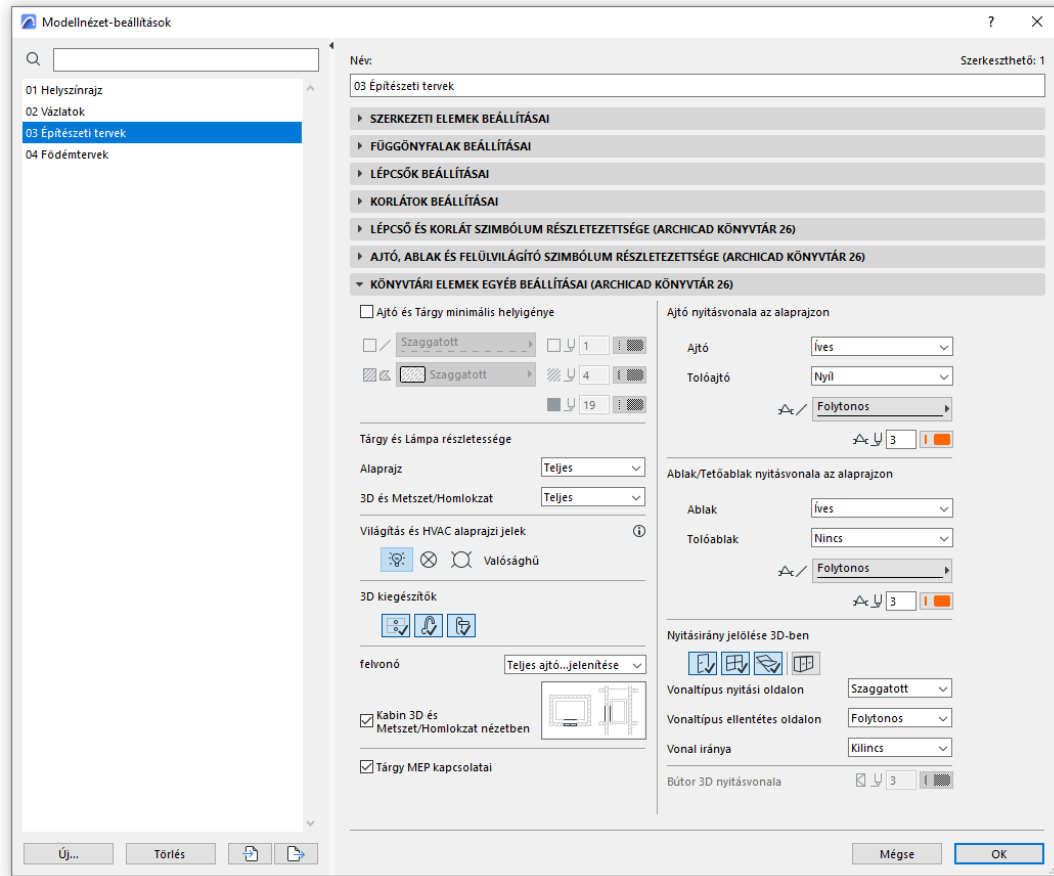 Modellnézet-beállítások
?
01 Helyszínrajz
02 Vázlatok
03 Építészeti tervek
04 Födémtervek
Új...
Törlés
Név:
Szerkeszthető: 1
03 Építészeti tervek
SZERKEZETI ELEMEK BEÁLLÍTÁSAI
FÜGGÖNYFALAK BEÁLLÍTÁSAI
LÉPCSŐK BEÁLLÍTÁSAI
KORLÁTOK BEÁLLÍTÁSAI
LÉPCSŐ ÉS KORLÁT SZIMBÓLUM RÉSZLETEZETTSÉGE (ARCHICAD KÖNYVTÁR 26)
AJTÓ, ABLAK ÉS FELÜLVILÁGÍTÓ SZIMBÓLUM RÉSZLETEZETTSÉGE (ARCHICAD KÖNYVTÁR 26)
KÖNYVTÁRI ELEMEK EGYÉB BEÁLLÍTÁSAI (ARCHICAD KÖNYVTÁR 26)
Ajtó és Tárgy minimális helyigénye
Szaggatott
1
Szaggatott
4
19
Tárgy és Lámpa részletessége
Alaprajz
Teljes
3D és Metszet/Homlokzat
Teljes
Világítás és HVAC alaprajzi jelek
Valósághű
3D kiegészítők
felvonó
Teljes ajtó...jelenítése
Kabin 3D és
Metszet/Homlokzat nézetben
Tárgy MEP kapcsolatai
Ajtó nyitásvonala az alaprajzon
Ajtó
Íves
Tolóajtó
Nyíl
Folytonos
3
Ablak/Tetőablak nyitásvonala az alaprajzon
Ablak
Íves
Tolóablak
Nincs
Folytonos
3
Nyitásirány jelölése 3D-ben
Vonaltípus nyitási oldalon
Szaggatott
Vonaltípus ellentétes oldalon
Folytonos
Vonal iránya
Kilincs
Bútor 3D nyitásvonala
3
Mégse
OK